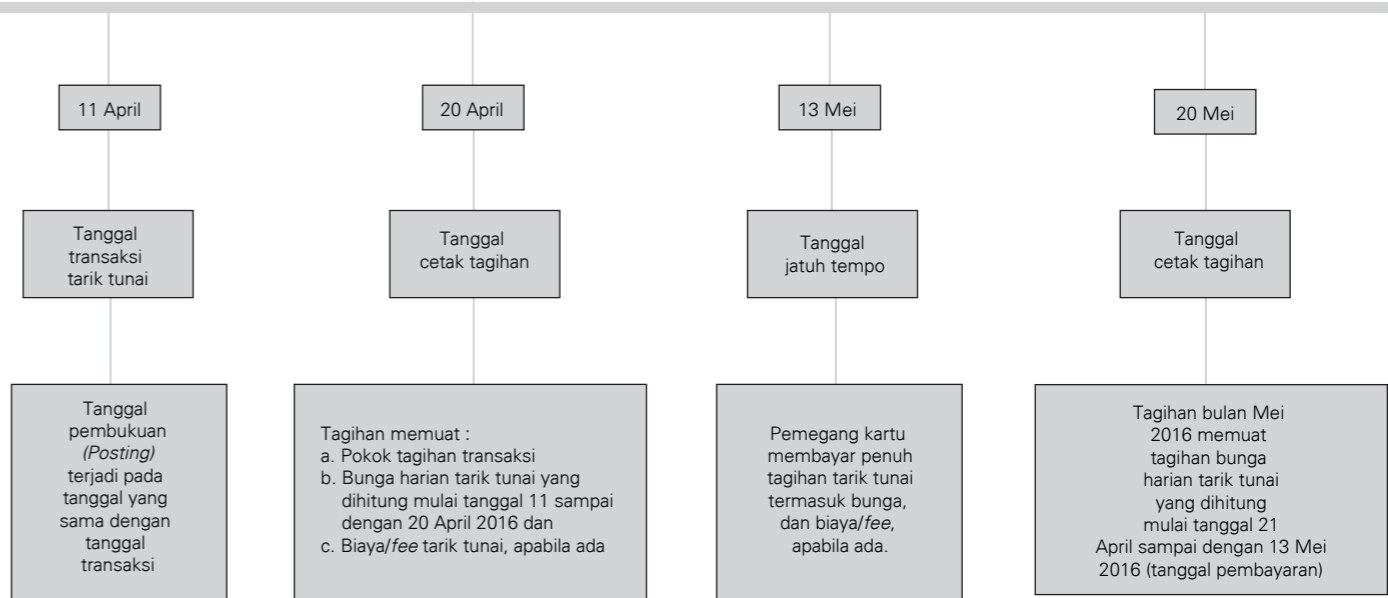 11 April
20 April
13 Mei
20 Mei
Tanggal
transaksi
tarik tunai
Tanggal
cetak tagihan
Tanggal
jatuh tempo
Tanggal
cetak tagihan
Tanggal
pembukuan
(Posting)
terjadi pada
tanggal yang
sama dengan
tanggal
transaksi
Tagihan memuat :
a. Pokok tagihan transaksi
b. Bunga harian tarik tunai yang
dihitung mulai tanggal 11 sampai
dengan 20 April 2016 dan
c. Biaya/fee tarik tunai, apabila ada
Pemegang kartu
membayar penuh
tagihan tarik tunai
termasuk bunga,
dan biaya/fee,
apabila ada.
Tagihan bulan Mei
2016 memuat
tagihan bunga
harian tarik tunai
yang dihitung
mulai tanggal 21
April sampai dengan 13 Mei
2016 (tanggal pembayaran)